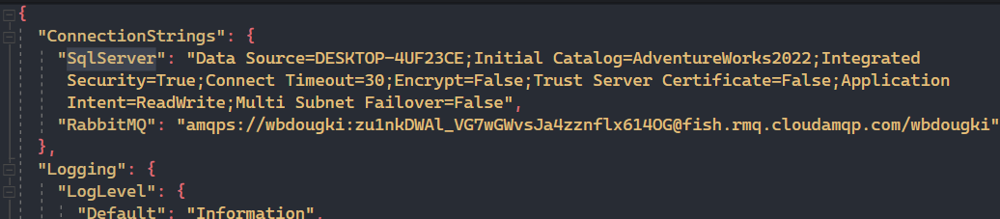 {
"ConnectionStrings": {
"SqlServer": "Data Source=DESKTOP-4UF23CE;Initial Catalog=AdventureWorks2022;Integrated
Security=True;Connect Timeout=30;Encrypt=False;Trust Server Certificate=False;Application
Intent=ReadWrite;Multi Subnet Failover=False",
"RabbitMQ": "amqps://wbdougki:zu1nkDWAl_VG7wGWvsJa4zznflx614OG@fish.rmq.cloudamqp.com/wbdougki"
},
"Logging": {
"LogLevel": {
"Default": "Information",